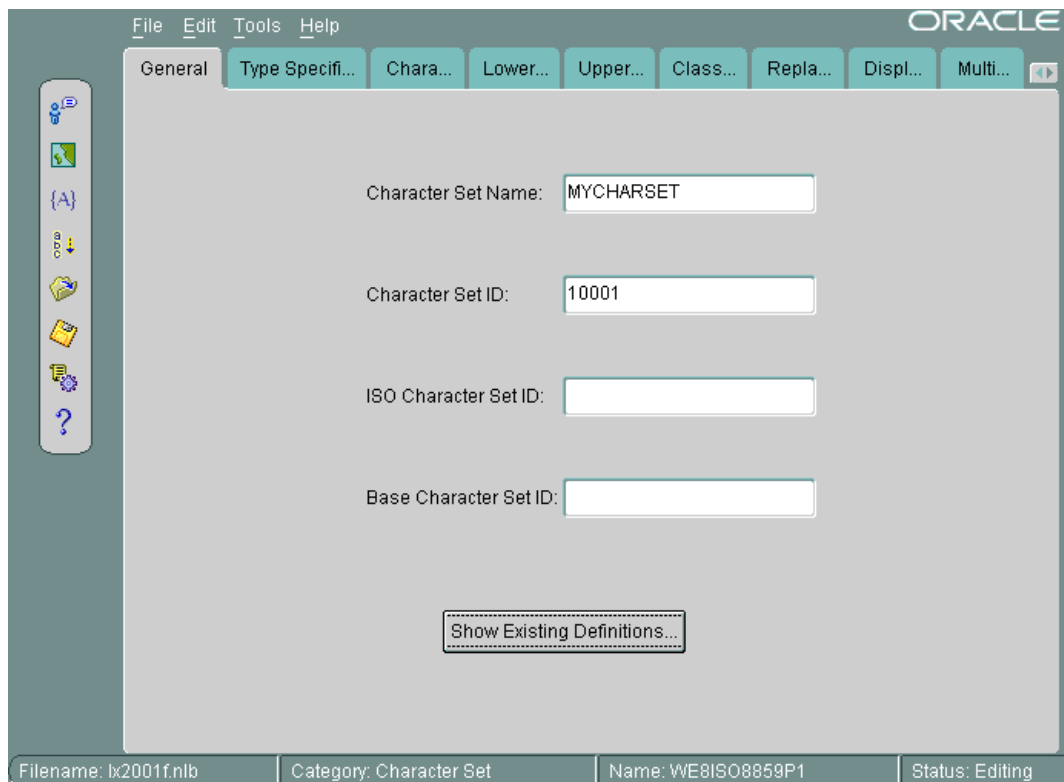 File Edit Tools Help
ORACLE
General Type Specifi... Chara... Lower... Upper... Class... Repla... Displ... Multi...
{A}
a
b
c
?
Character Set Name: MYCHARSET
Character Set ID: 10001
ISO Character Set ID:
Base Character Set ID:
Show Existing Definitions...
Filename: lx2001f.nlb Category: Character Set Name: WE8ISO8859P1 Status: Editing